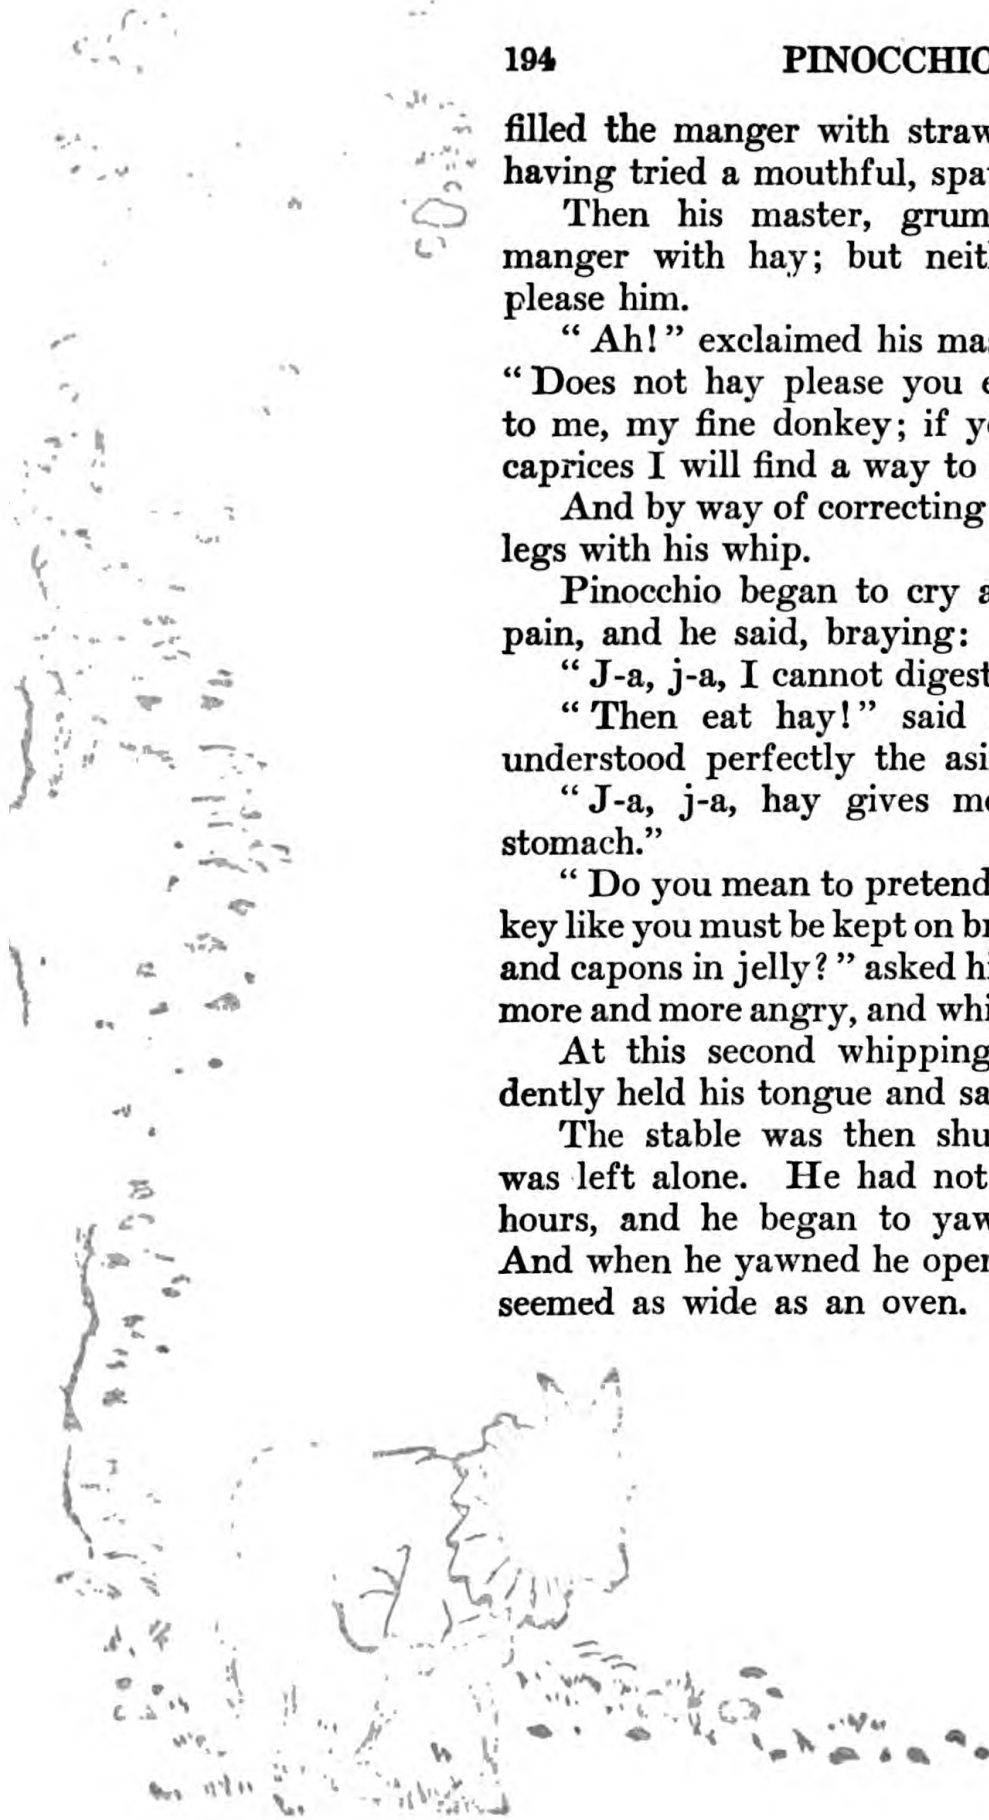 194 PINOCCHIO
filled the manger with straw
having tried a mouthful, spa
Then his master, grum
manger with hay; but neit
please him.
“Ah!” exclaimed his ma
“Does not hay please you
to me, my fine donkey; if y
caprices I will find a way to
And by way of correcting
legs with his whip.
Pinocchio began to cry a
pain, and he said, braying:
“J-a, j-a, I cannot digest
“Then eat hay!” said
understood perfectly the asi
“J-a, j-a, hay gives m
stomach.”
“Do you mean to pretend
key like you must be kept on br
and capons in jelly?” asked hi
more and more angry, and whi
At this second whipping
dently held his tongue and sa
The stable was then shu
was left alone. He had not
hours, and he began to yaw
And when he yawned he open
seemed as wide as an oven.